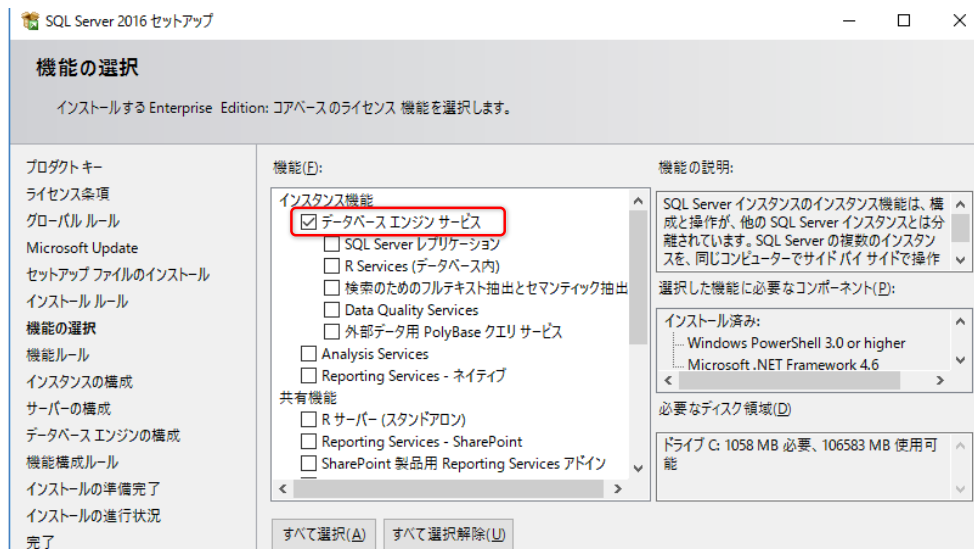 SQL Server 2016 セットアップ
機能の選択
インストールする Enterprise Edition: コアベースのライセンス 機能を選択します。
プロダクト キー
ライセンス条項
グローバル ルール
Microsoft Update
セットアップ ファイルのインストール
インストール ルール
機能の選択
機能ルール
インスタンスの構成
サーバーの構成
データベース エンジンの構成
機能構成ルール
インストールの準備完了
インストールの進行状況
完了
機能(F):
インスタンス機能
データベース エンジン サービス
SQL Server レプリケーション
R Services (データベース内)
検索のためのフルテキスト抽出とセマンティック抽出
Data Quality Services
外部データ用 PolyBase クエリ サービス
Analysis Services
Reporting Services - ネイティブ
共有機能
R サーバー (スタンドアロン)
Reporting Services - SharePoint
SharePoint 製品用 Reporting Services アドイン
すべて選択(A)
すべて選択解除(U)
機能の説明:
SQL Server インスタンスのインスタンス機能は、構
成と操作が、他の SQL Server インスタンスとは分
離されています。SQL Server の複数のインスタン
スを、同じコンピューターでサイド バイ サイドで操作
選択した機能に必要なコンポーネント(P):
インストール済み:
Windows PowerShell 3.0 or higher
Microsoft .NET Framework 4.6
必要なディスク領域(D)
ドライブ C: 1058 MB 必要、106583 MB 使用可
能